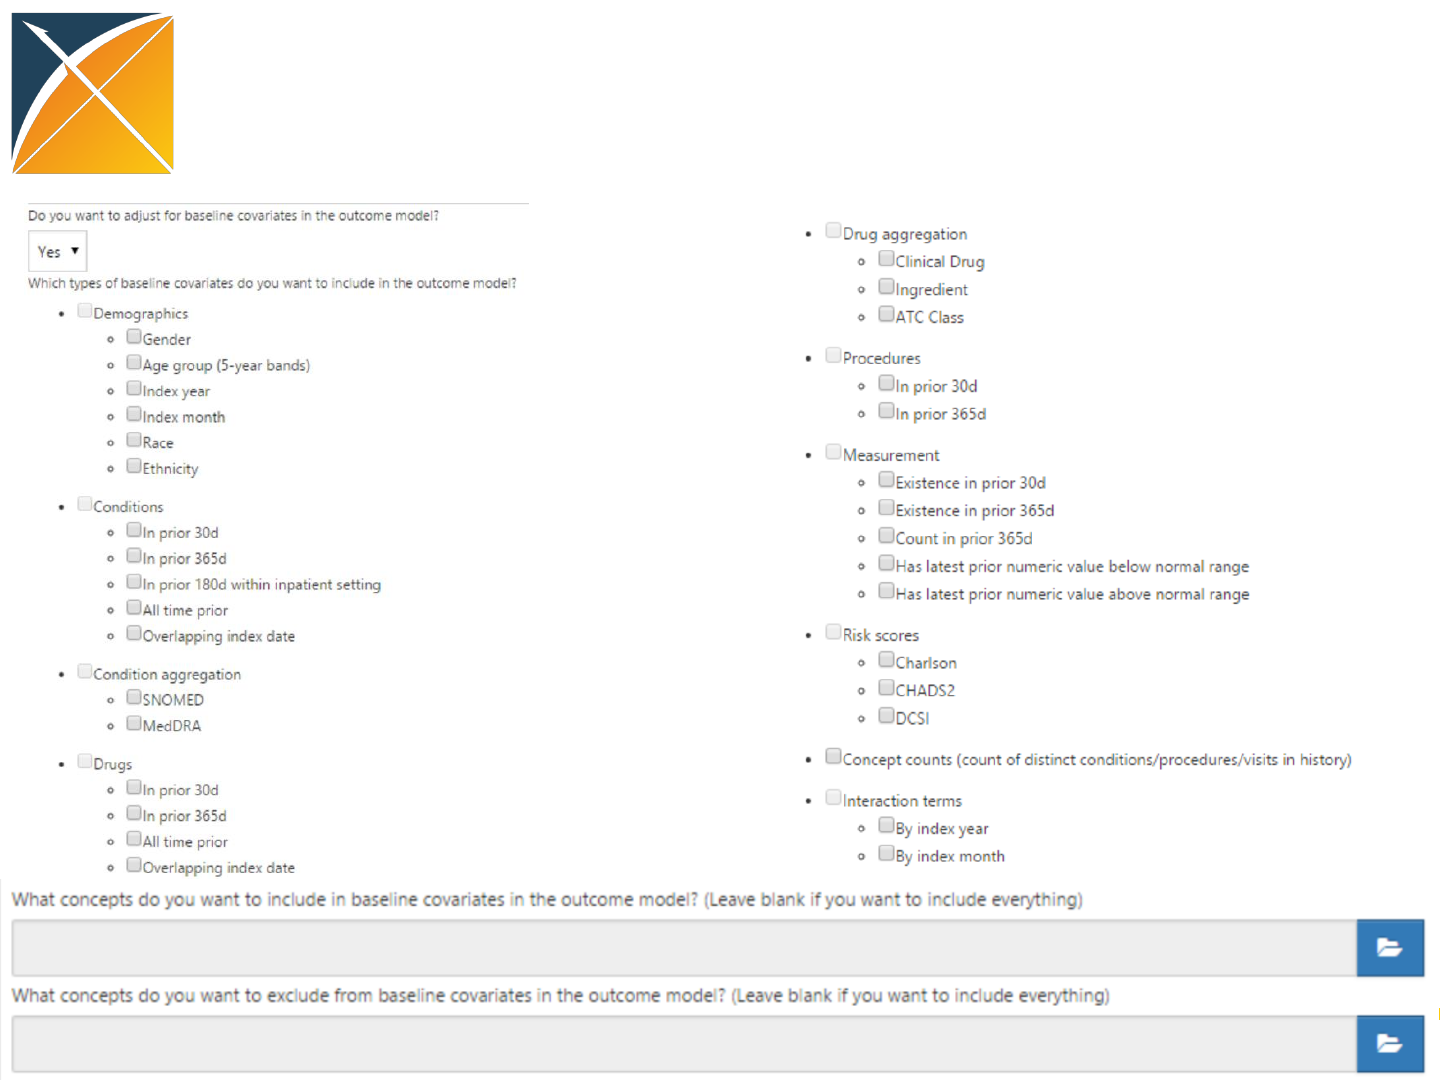 Do you want to adjust for baseline covariates in the outcome model?
Yes
Which types of baseline covariates do you want to include in the outcome model?
Demographics
Gender
Age group (5-year bands)
Index year
Index month
Race
Ethnicity
Conditions
In prior 30d
In prior 365d
In prior 180d within inpatient setting
All time prior
Overlapping index date
Condition aggregation
SNOMED
MedDRA
Drugs
In prior 30d
In prior 365d
All time prior
Overlapping index date
Drug aggregation
Clinical Drug
Ingredient
ATC Class
Procedures
In prior 30d
In prior 365d
Measurement
Existence in prior 30d
Existence in prior 365d
Count in prior 365d
Has latest prior numeric value below normal range
Has latest prior numeric value above normal range
Risk scores
Charlson
CHADS2
DCSI
Concept counts (count of distinct conditions/procedures/visits in history)
Interaction terms
By index year
By index month
What concepts do you want to include in baseline covariates in the outcome model? (Leave blank if you want to include everything)
What concepts do you want to exclude from baseline covariates in the outcome model? (Leave blank if you want to include everything)